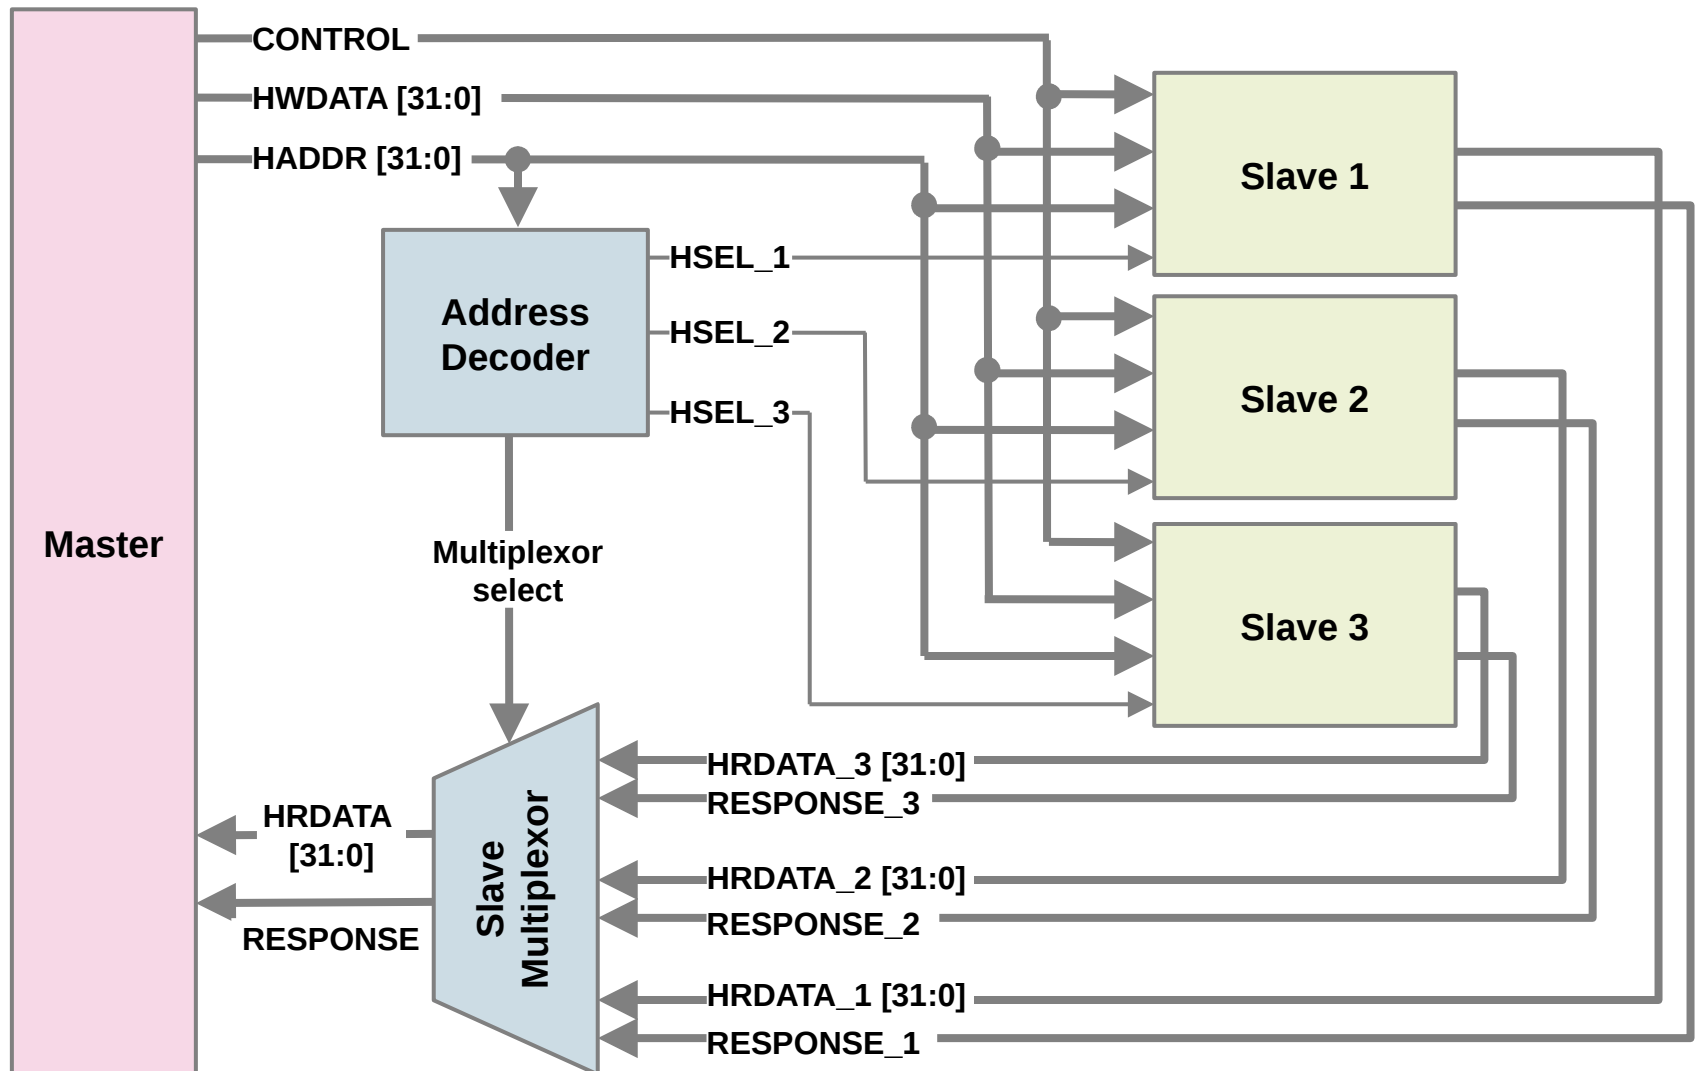 CONTROL
HWDATA [31:0]
HADDR [31:0]
Slave 1
HSEL_1
Address
Decoder
HSEL_2
HSEL_3
Slave 2
Master
Multiplexor
select
Slave 3
HRDATA_3 [31:0]
RESPONSE_3
HRDATA
[31:0]
Slave
Multiplexor
HRDATA_2 [31:0]
RESPONSE_2
RESPONSE
HRDATA_1 [31:0]
RESPONSE_1